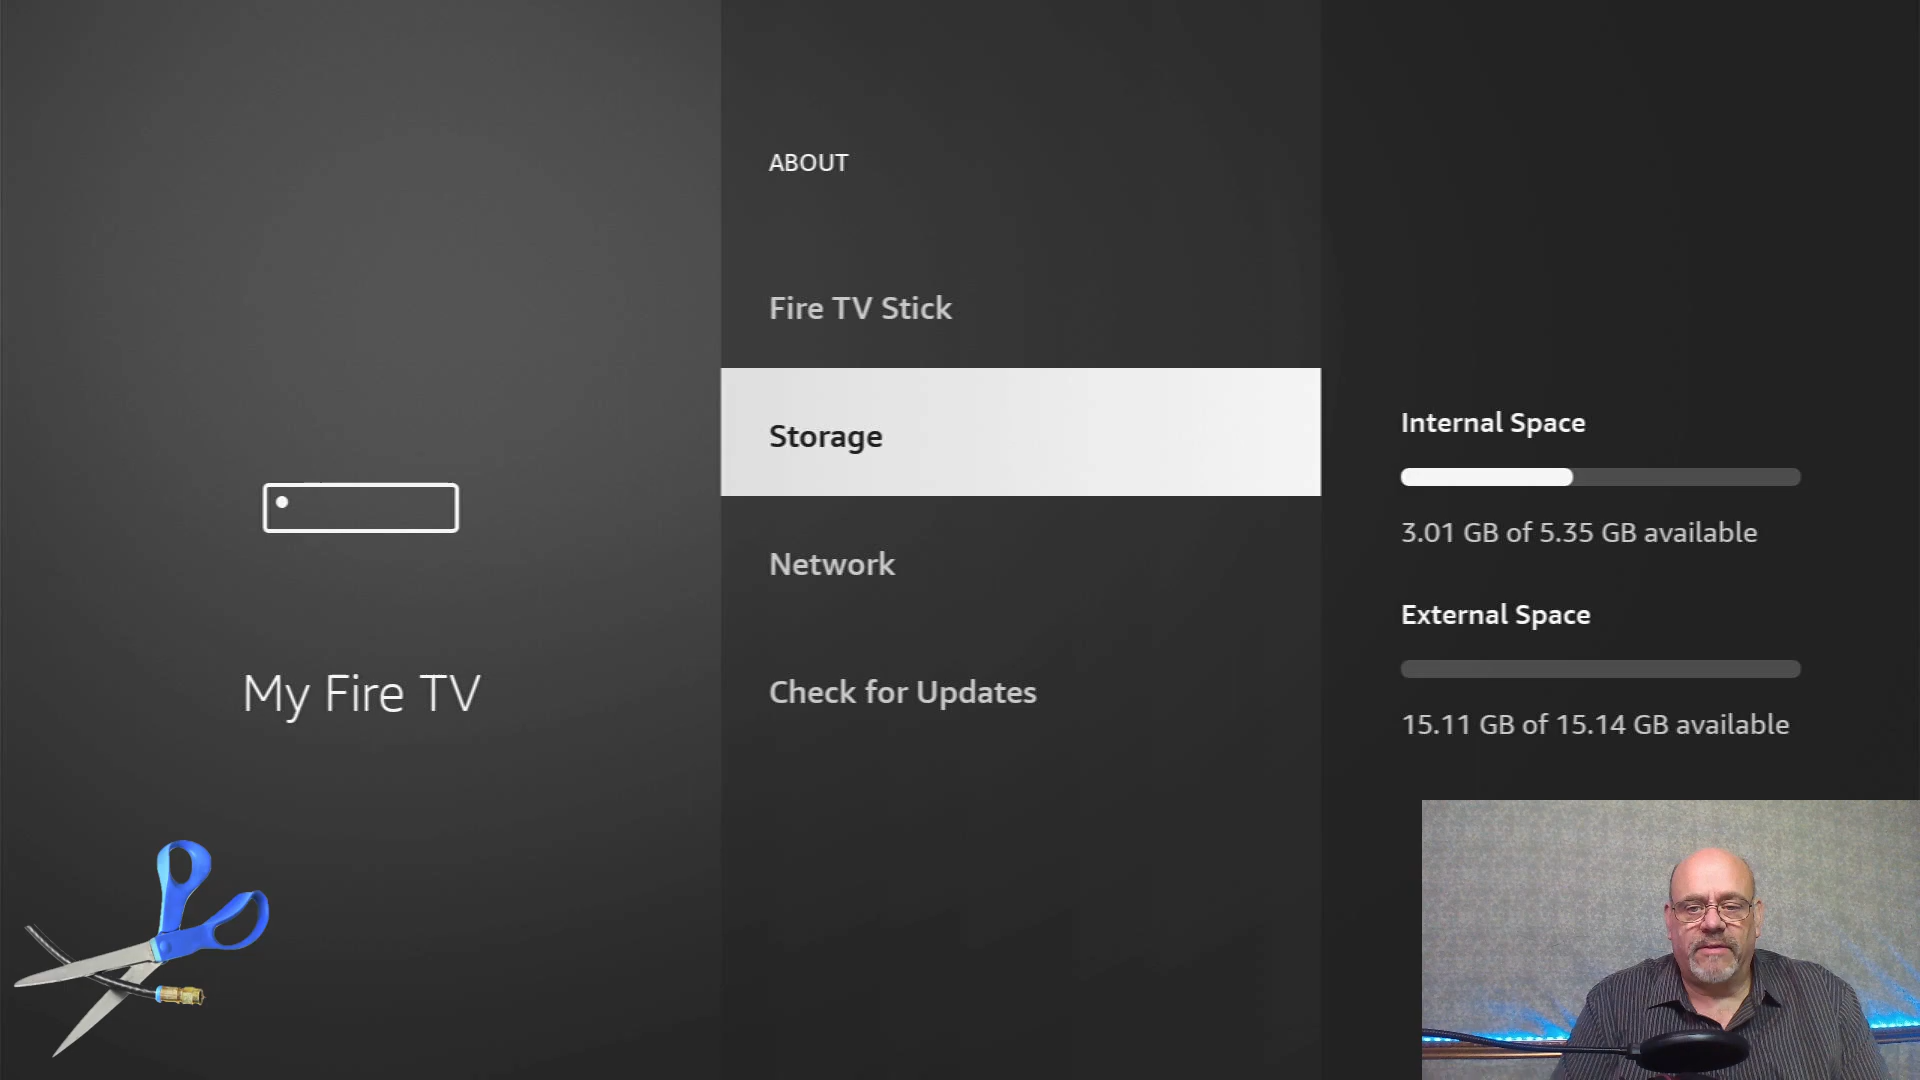 My Fire TV
ABOUT
Fire TV Stick
Storage
Network
Check for Updates
Internal Space
3.01 GB of 5.35 GB available
External Space
15.11 GB of 15.14 GB available